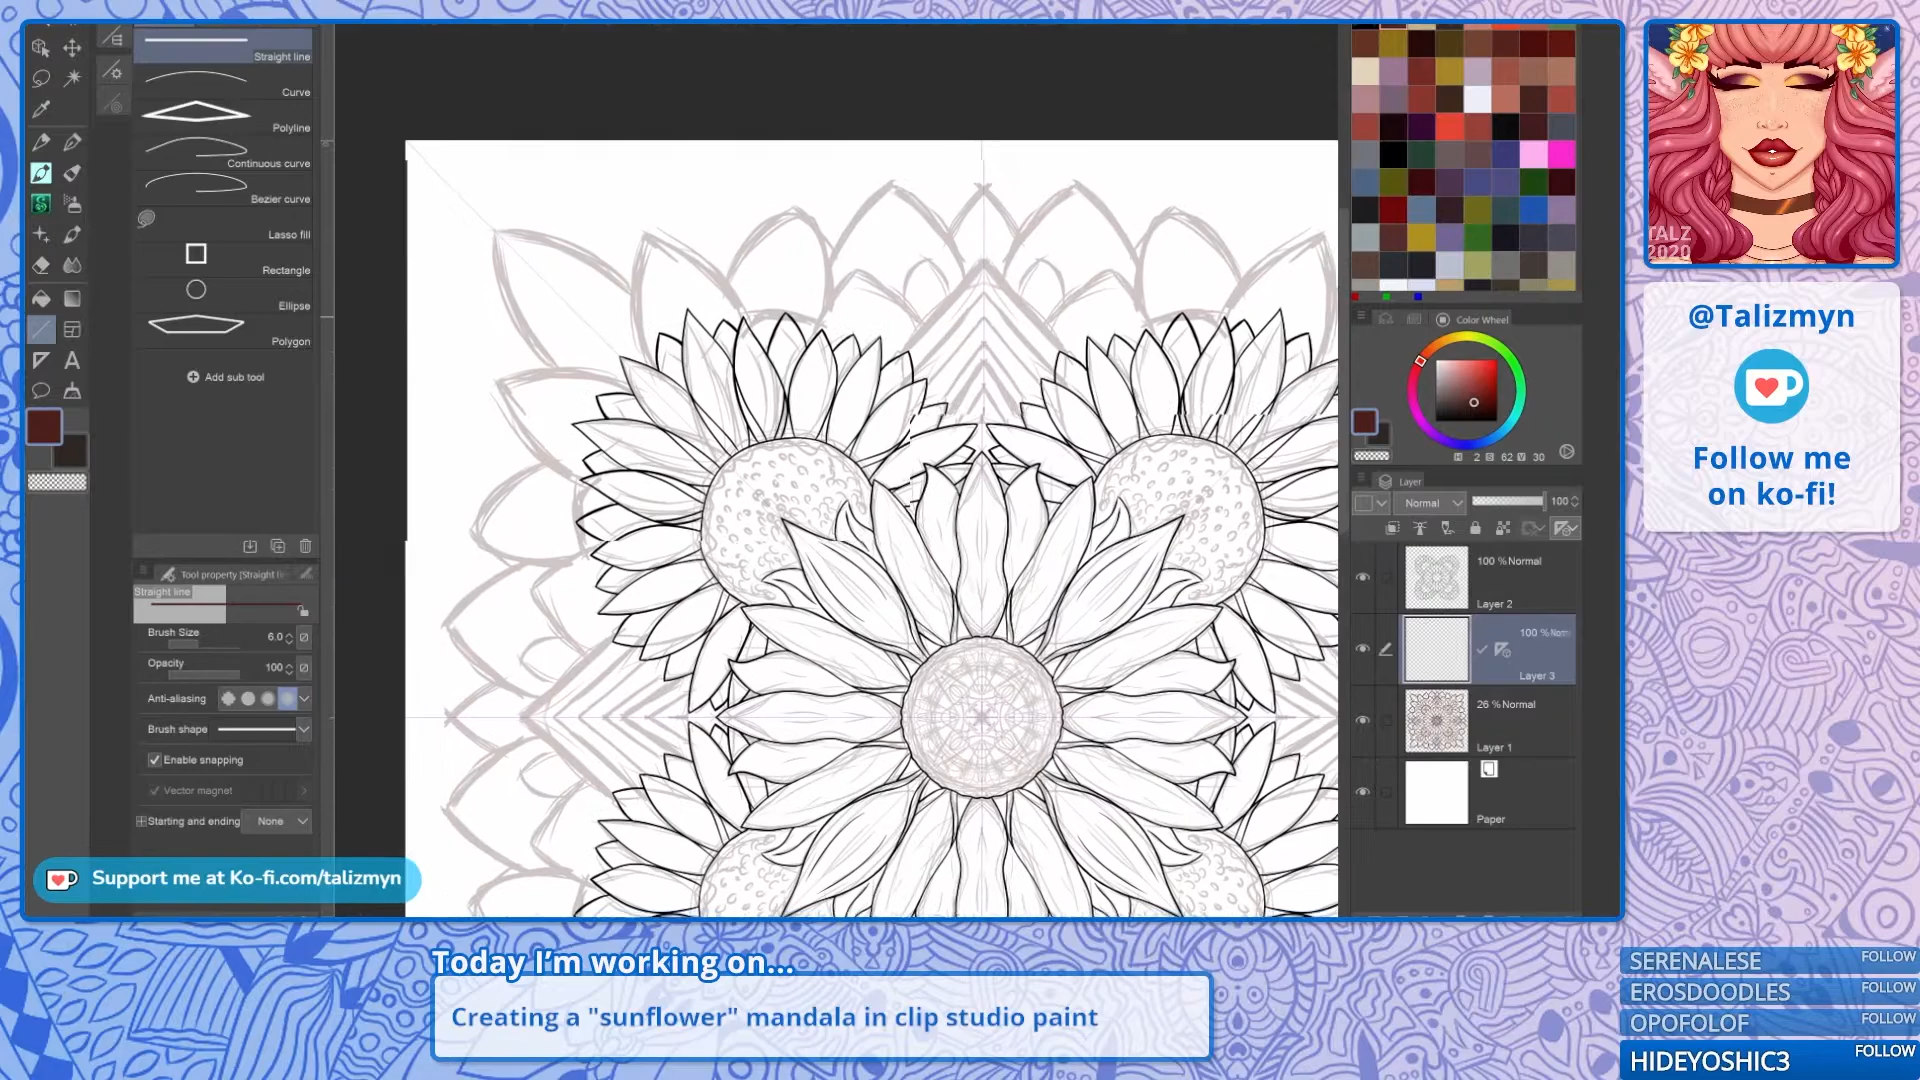 Straight line
Curve
Polyline
Continuous curve
Bezier curve
Lasso fill
Rectangle
Ellipse
Polygon
Add sub tool
Tool property [Straight li
Straight line
Brush Size
6.0
Opacity
100
Anti-aliasing
Brush shape
Enable snapping
Vector magnet
Starting and ending
None
A
Color Wheel
H 2 S 62 V 30
Layer
Normal
100
100 % Normal
Layer 2
100 % Norm
Layer 3
26 % Normal
Layer 1
Paper
TALZ
2020
@Talizmyn
Follow me
on ko-fi!
Support me at Ko-fi.com/talizmyn
Today I'm working on...
Creating a "sunflower" mandala in clip studio paint
SERENALESE FOLLOW
EROSDOODLES FOLLOW
OPOFOLOF FOLLOW
HIDEYOSHIC3 FOLLOW